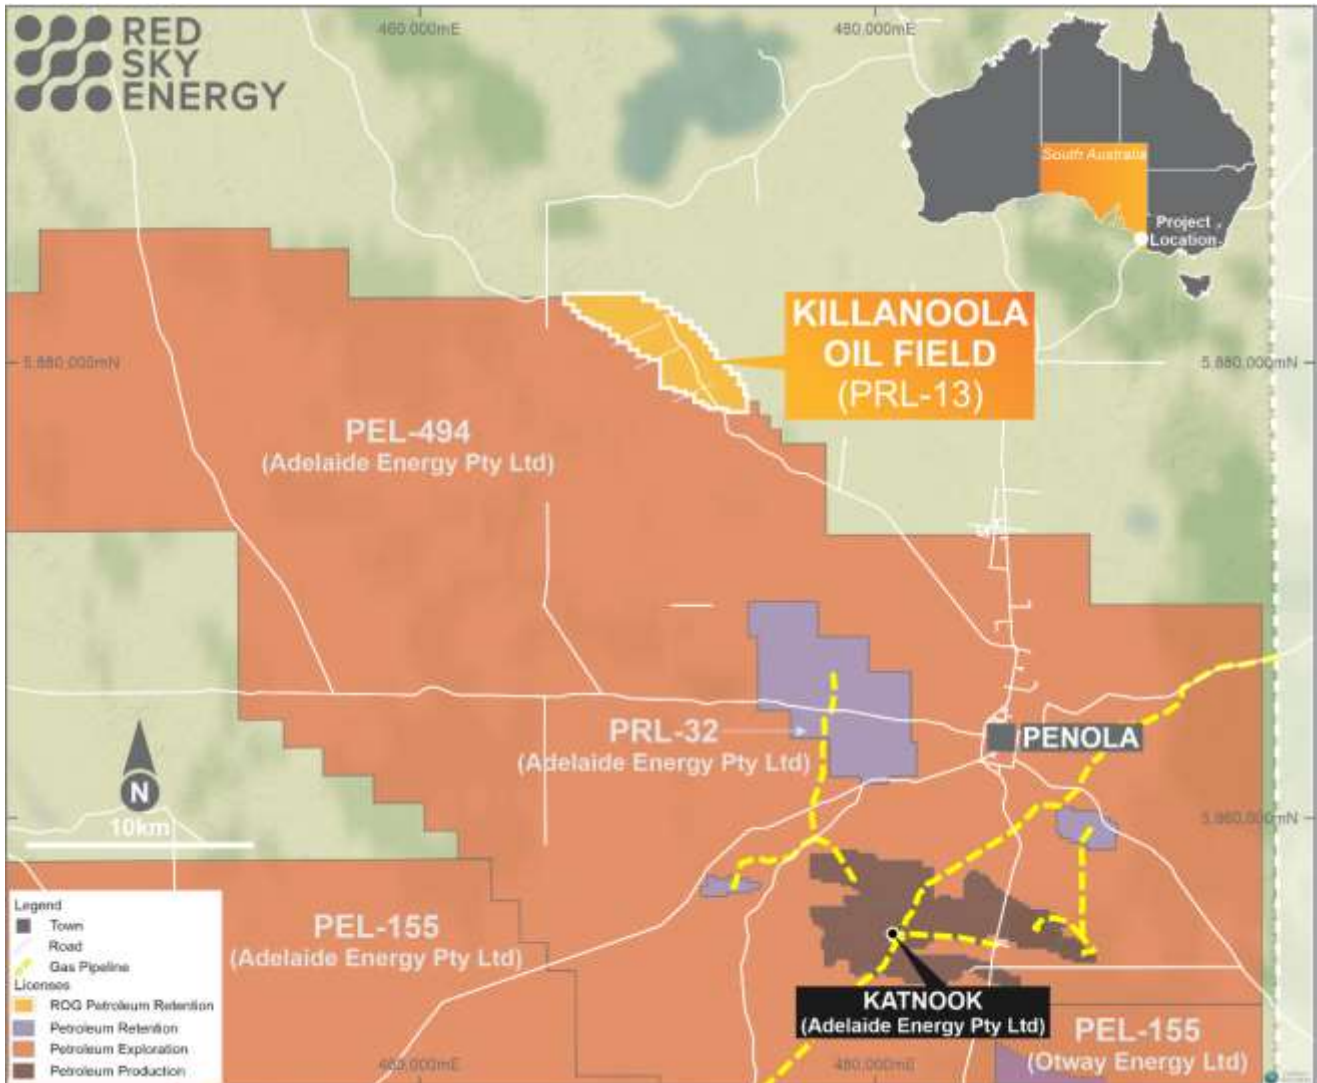 RED
SKY
ENERGY
460,000mE
480,000mE
South Australia
Project
Location
KILLANOOLA
OIL FIELD
(PRL-13)
5,880,000mN
5,880,000mN
PEL-494
(Adelaide Energy Pty Ltd)
PRL-32
(Adelaide Energy Pty Ltd)
PENOLA
N
10km
5,860,000mN
Legend
Town
Road
Gas Pipeline
Licenses
ROG Petroleum Retention
Petroleum Retention
Petroleum Exploration
Petroleum Production
PEL-155
(Adelaide Energy Pty Ltd)
KATNOOK
(Adelaide Energy Pty Ltd)
PEL-155
(Otway Energy Ltd)
460,000mE
480,000mE